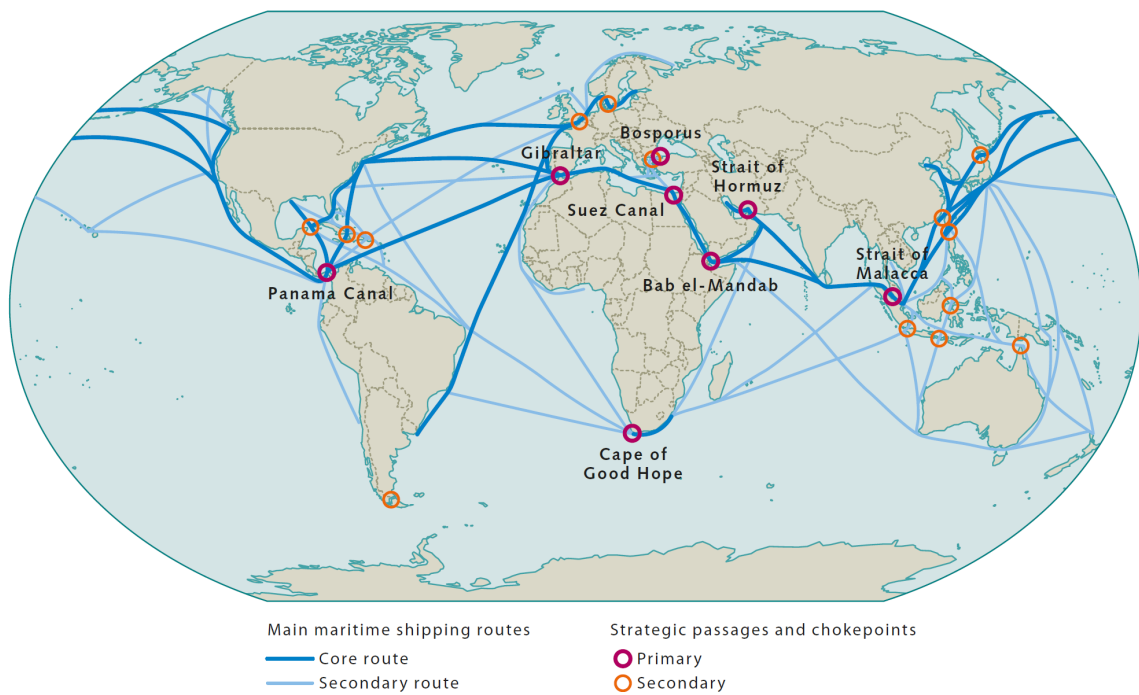 Bosporus
Gibraltar
Strait of
Hormuz
Suez Canal
Strait of
Malacca
Bab el-Mandab
Panama Canal
Cape of
Good Hope
Main maritime shipping routes
Core route
Secondary route
Strategic passages and chokepoints
Primary
Secondary